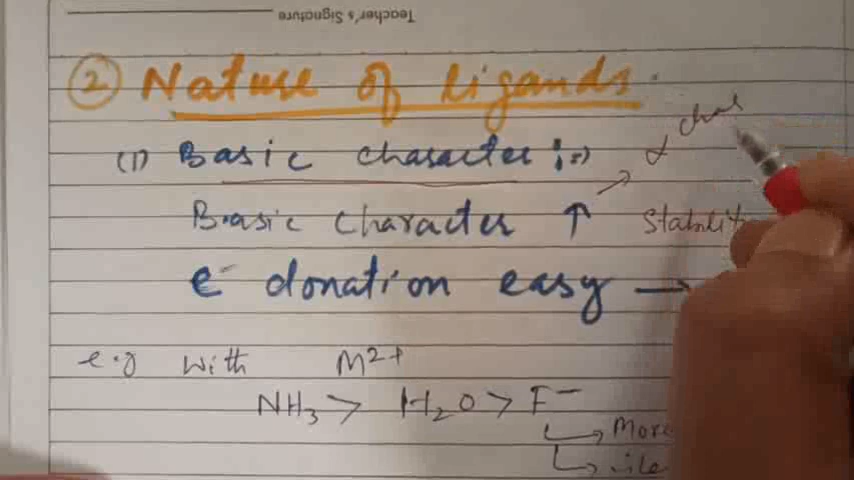 Teacher's Signature
② Nature of ligands.
(1) Basic character :-
α char
Basic character ↑ → Stabilit
e⁻ donation easy →
e.g with M²⁺
NH₃ > H₂O > F⁻
↳ More
↳